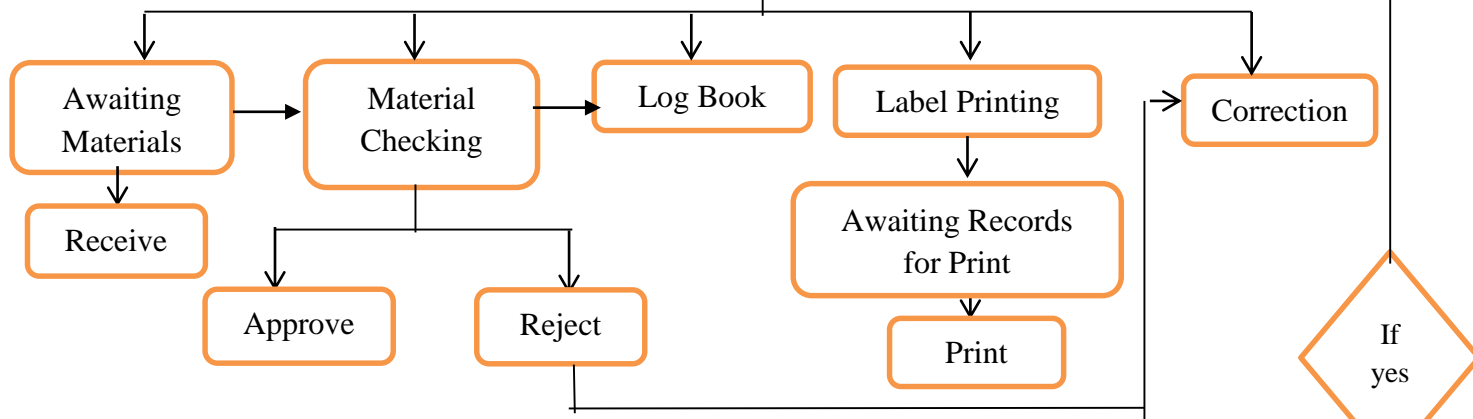 Awaiting
Materials
Material
Checking
Log Book
Label Printing
Correction
Receive
Awaiting Records
for Print
Approve
Reject
Print
If
yes